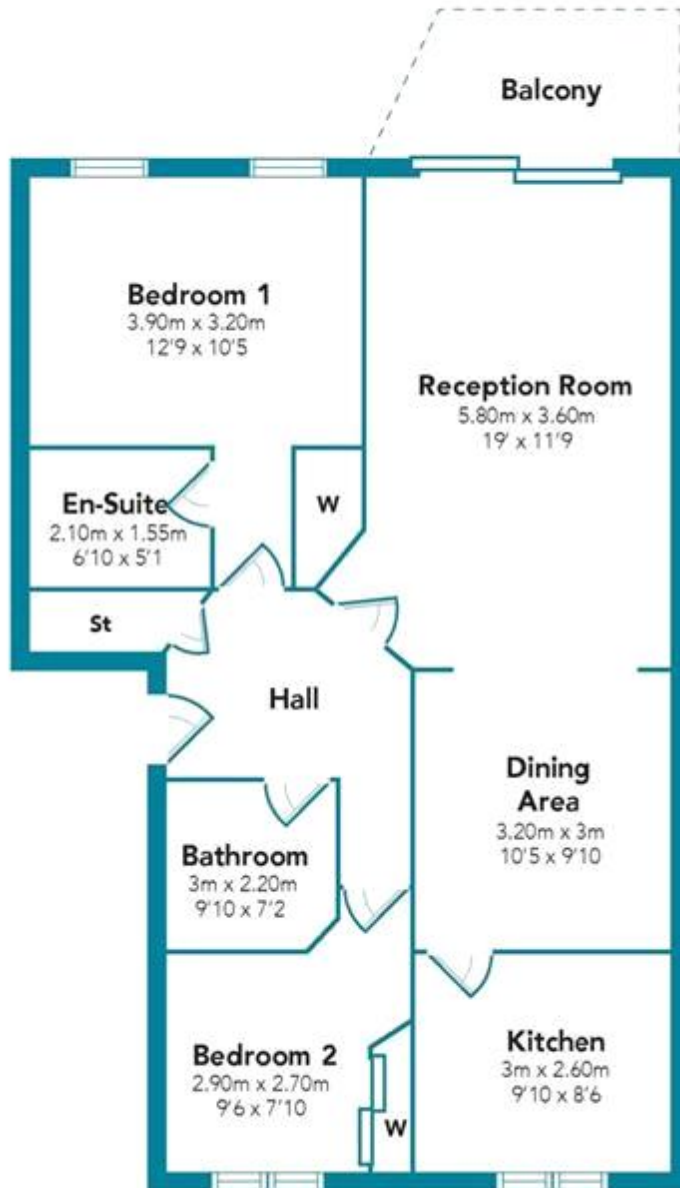 Balcony
Bedroom 1
3.90m x 3.20m
12'9 x 10'5
Reception Room
5.80m x 3.60m
19' x 11'9
En-Suite
2.10m x 1.55m
6'10 x 5'1
W
St
Hall
Dining
Area
3.20m x 3m
10'5 x 9'10
Bathroom
3m x 2.20m
9'10 x 7'2
Bedroom 2
2.90m x 2.70m
9'6 x 7'10
W
Kitchen
3m x 2.60m
9'10 x 8'6